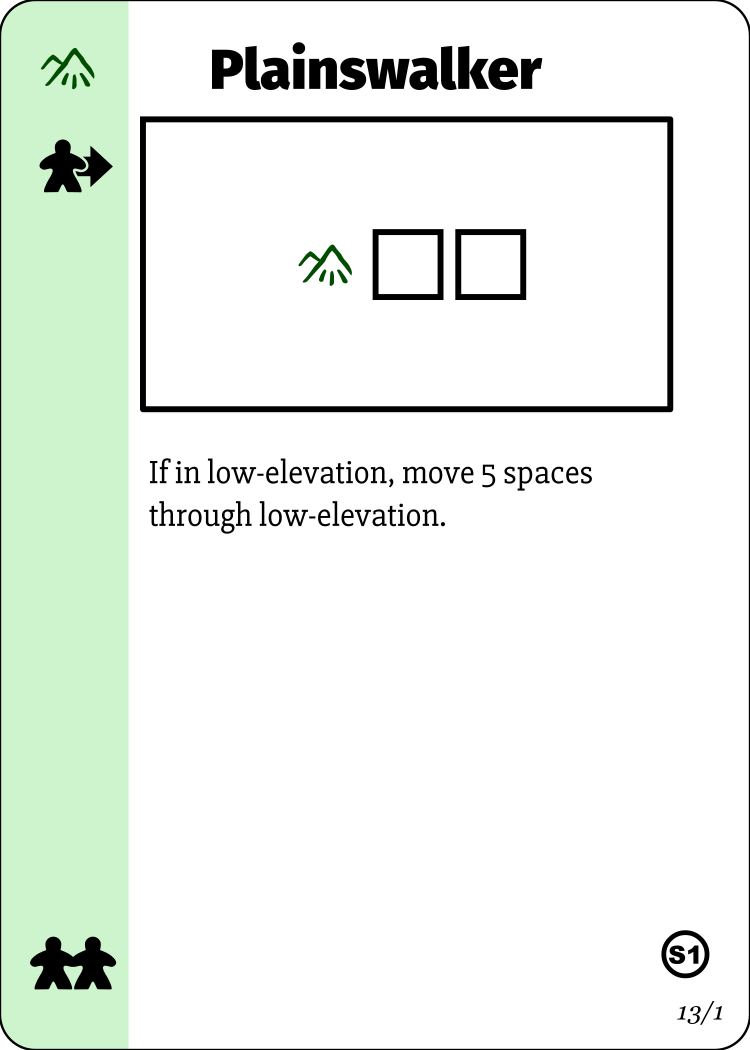 Plainswalker
If in low-elevation, move 5 spaces
through low-elevation.
S1
13/1